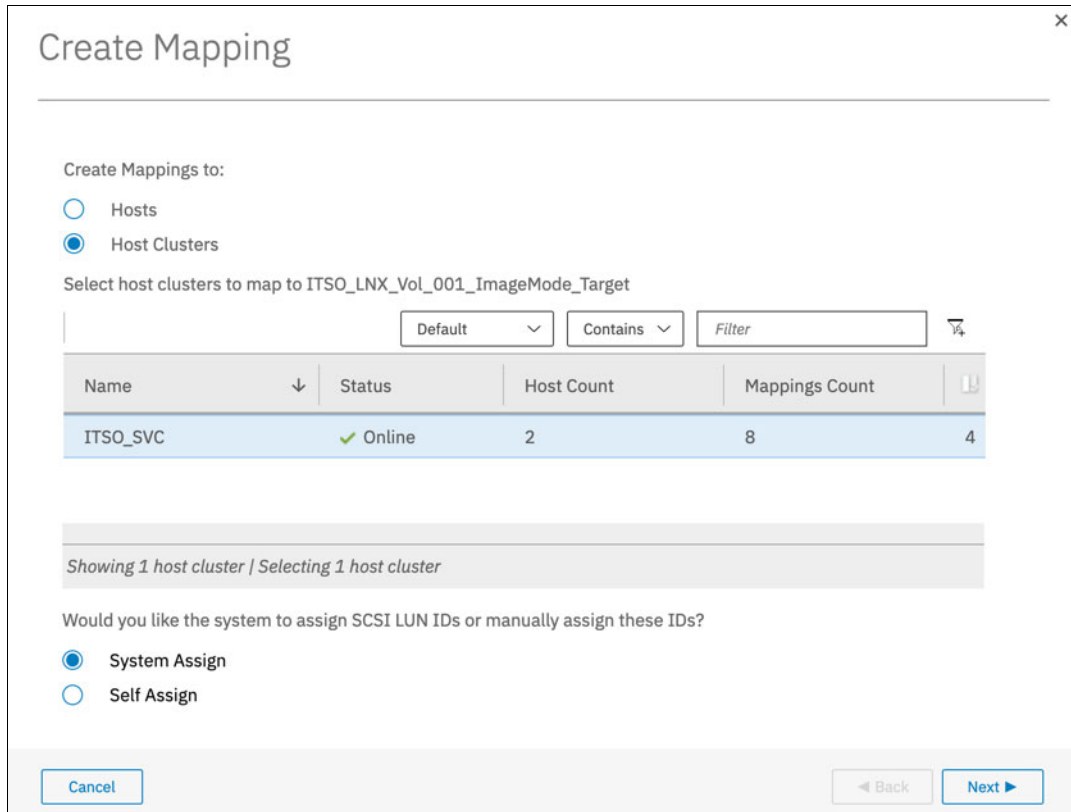 Create Mapping
Create Mappings to:
Hosts
Host Clusters
Select host clusters to map to ITSO_LNX_Vol_001_ImageMode_Target
Default Contains Filter
Name Status Host Count Mappings Count
ITSO_SVC Online 2 8 4
Showing 1 host cluster | Selecting 1 host cluster
Would you like the system to assign SCSI LUN IDs or manually assign these IDs?
System Assign
Self Assign
Cancel Back Next